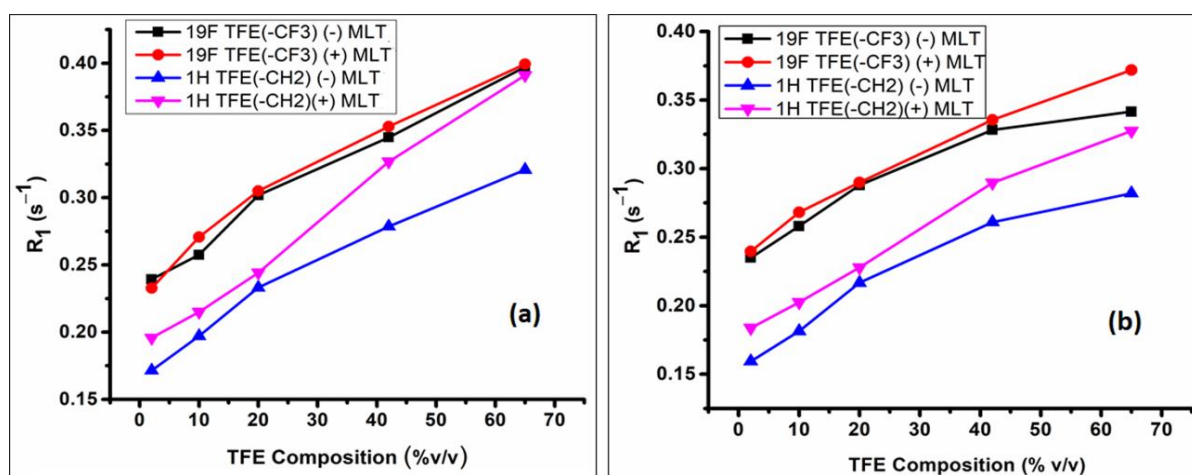 19F TFE(-CF3) (-) MLT
19F TFE(-CF3) (+) MLT
1H TFE(-CH2) (-) MLT
1H TFE(-CH2)(+) MLT
0.40
0.35
0.30
0.25
0.20
0.15
R1 (s−1)
(a)
0 10 20 30 40 50 60 70
TFE Composition (%v/v)
19F TFE(-CF3) (-) MLT
19F TFE(-CF3) (+) MLT
1H TFE(-CH2) (-) MLT
1H TFE(-CH2)(+) MLT
0.40
0.35
0.30
0.25
0.20
0.15
R1 (s−1)
(b)
0 10 20 30 40 50 60 70
TFE Composition (% v/v)